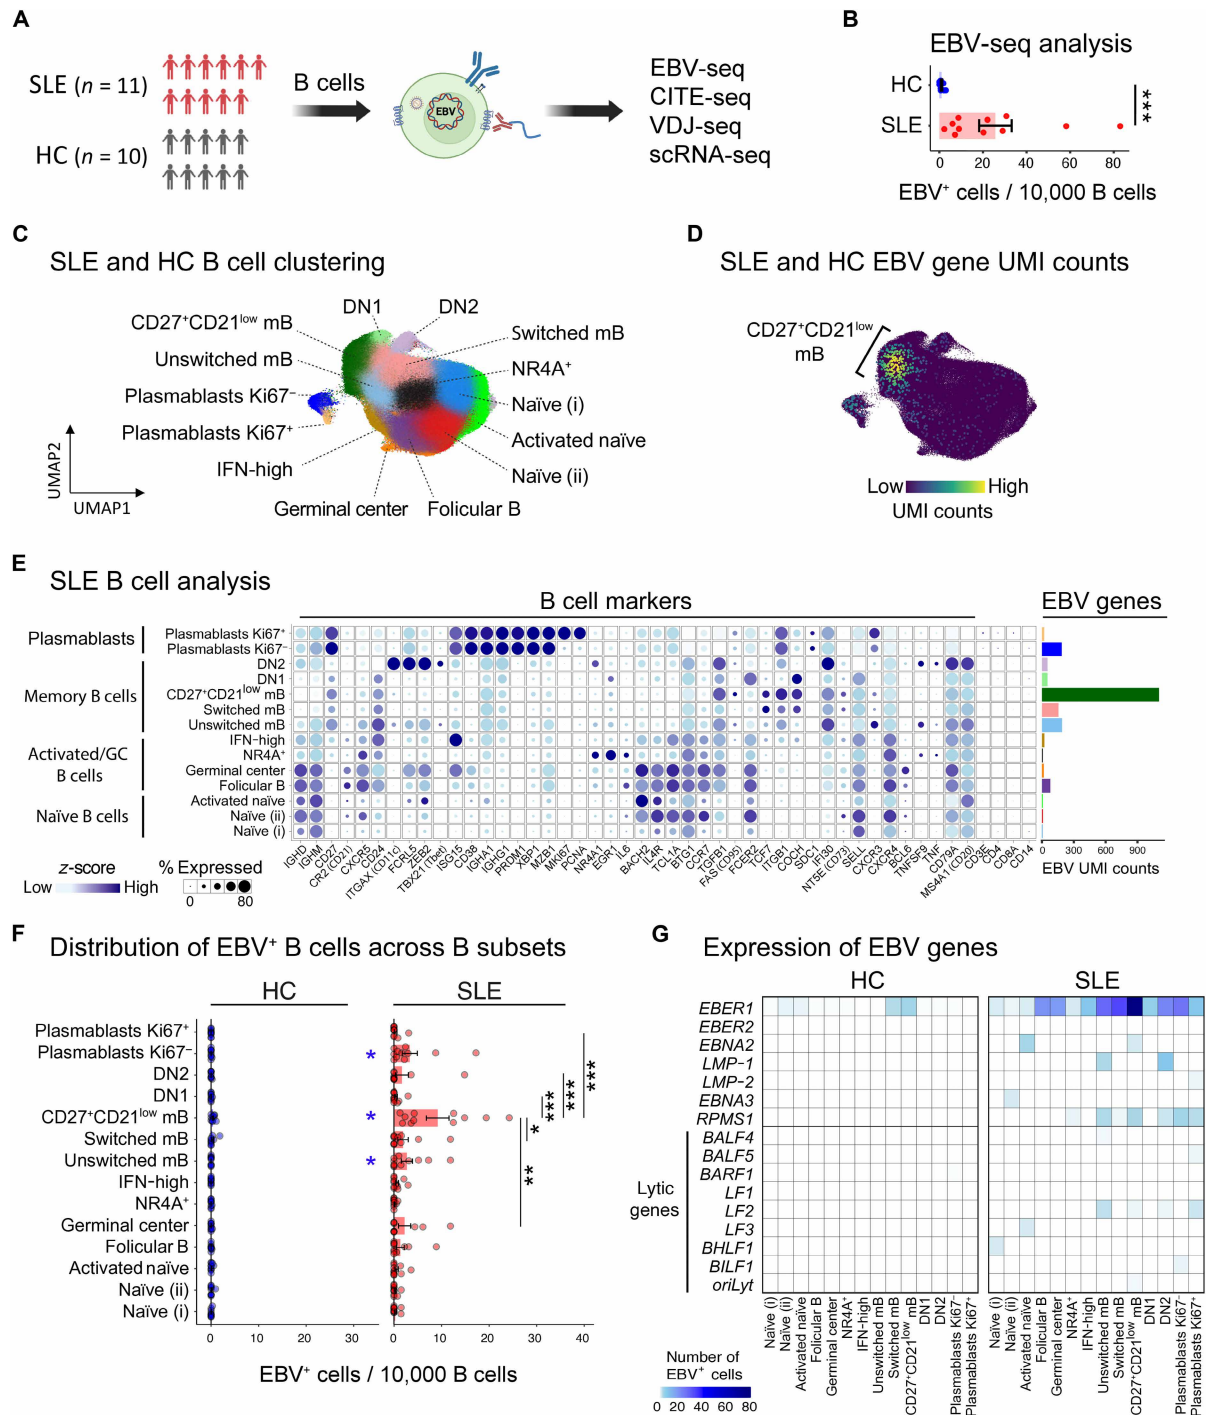 A
SLE (n = 11)
HC (n = 10)
B cells
EBV
EBV-seq
CITE-seq
VDJ-seq
scRNA-seq
B
EBV-seq analysis
HC
SLE
***
0 20 40 60 80
EBV⁺ cells / 10,000 B cells
C
SLE and HC B cell clustering
DN1
DN2
CD27⁺CD21ˡᵒʷ mB
Switched mB
Unswitched mB
NR4A⁺
Plasmablasts Ki67⁻
Naïve (i)
Plasmablasts Ki67⁺
Activated naïve
IFN-high
Naïve (ii)
Germinal center
Folicular B
UMAP2
UMAP1
D
SLE and HC EBV gene UMI counts
CD27⁺CD21ˡᵒʷ
mB
Low High
UMI counts
E
SLE B cell analysis
B cell markers
EBV genes
Plasmablasts
Memory B cells
Activated/GC
B cells
Naïve B cells
Plasmablasts Ki67⁺
Plasmablasts Ki67⁻
DN2
DN1
CD27⁺CD21ˡᵒʷ mB
Switched mB
Unswitched mB
IFN-high
NR4A⁺
Germinal center
Folicular B
Activated naïve
Naïve (ii)
Naïve (i)
IGHD
IGHM
CD27
CR2 (CD21)
CXCR5
CD24
ITGAX (CD11c)
FCRL5
ZEB2
TBX21 (Tbet)
ISG15
CD38
IGHA1
IGHG1
PRDM1
XBP1
MZB1
MKI67
PCNA
NR4A1
EGR1
IL6
BACH2
IL4R
TCL1A
BTG1
CCR7
TGFB1
FAS (CD95)
FCER2
TCF7
ITGB1
COCH
SDC1
IFI30
NT5E (CD73)
SELL
CXCR3
CXCR4
BCL6
TNFSF9
TNF
CD79A
MS4A1 (CD20)
CD3E
CD4
CD8A
CD14
0 400 800
EBV UMI counts
z-score
Low High
% Expressed
0 80
F
Distribution of EBV⁺ B cells across B subsets
HC
SLE
Plasmablasts Ki67⁺
Plasmablasts Ki67⁻
DN2
DN1
CD27⁺CD21ˡᵒʷ mB
Switched mB
Unswitched mB
IFN-high
NR4A⁺
Germinal center
Folicular B
Activated naïve
Naïve (ii)
Naïve (i)
*
*
*
***
***
***
*
**
0 10 20 30
0 10 20 30 40
EBV⁺ cells / 10,000 B cells
G
Expression of EBV genes
HC
SLE
EBER1
EBER2
EBNA2
LMP-1
LMP-2
EBNA3
RPMS1
BALF4
BALF5
BARF1
LF1
LF2
LF3
BHLF1
BILF1
oriLyt
Lytic
genes
Naïve (i)
Naïve (ii)
Activated naïve
Folicular B
Germinal center
NR4A⁺
IFN-high
Unswitched mB
Switched mB
CD27⁺CD21ˡᵒʷ mB
DN1
DN2
Plasmablasts Ki67⁻
Plasmablasts Ki67⁺
Naïve (i)
Naïve (ii)
Activated naïve
Folicular B
Germinal center
NR4A⁺
IFN-high
Unswitched mB
Switched mB
CD27⁺CD21ˡᵒʷ mB
DN1
DN2
Plasmablasts Ki67⁻
Plasmablasts Ki67⁺
Number of
EBV⁺ cells
0 20 40 60 80